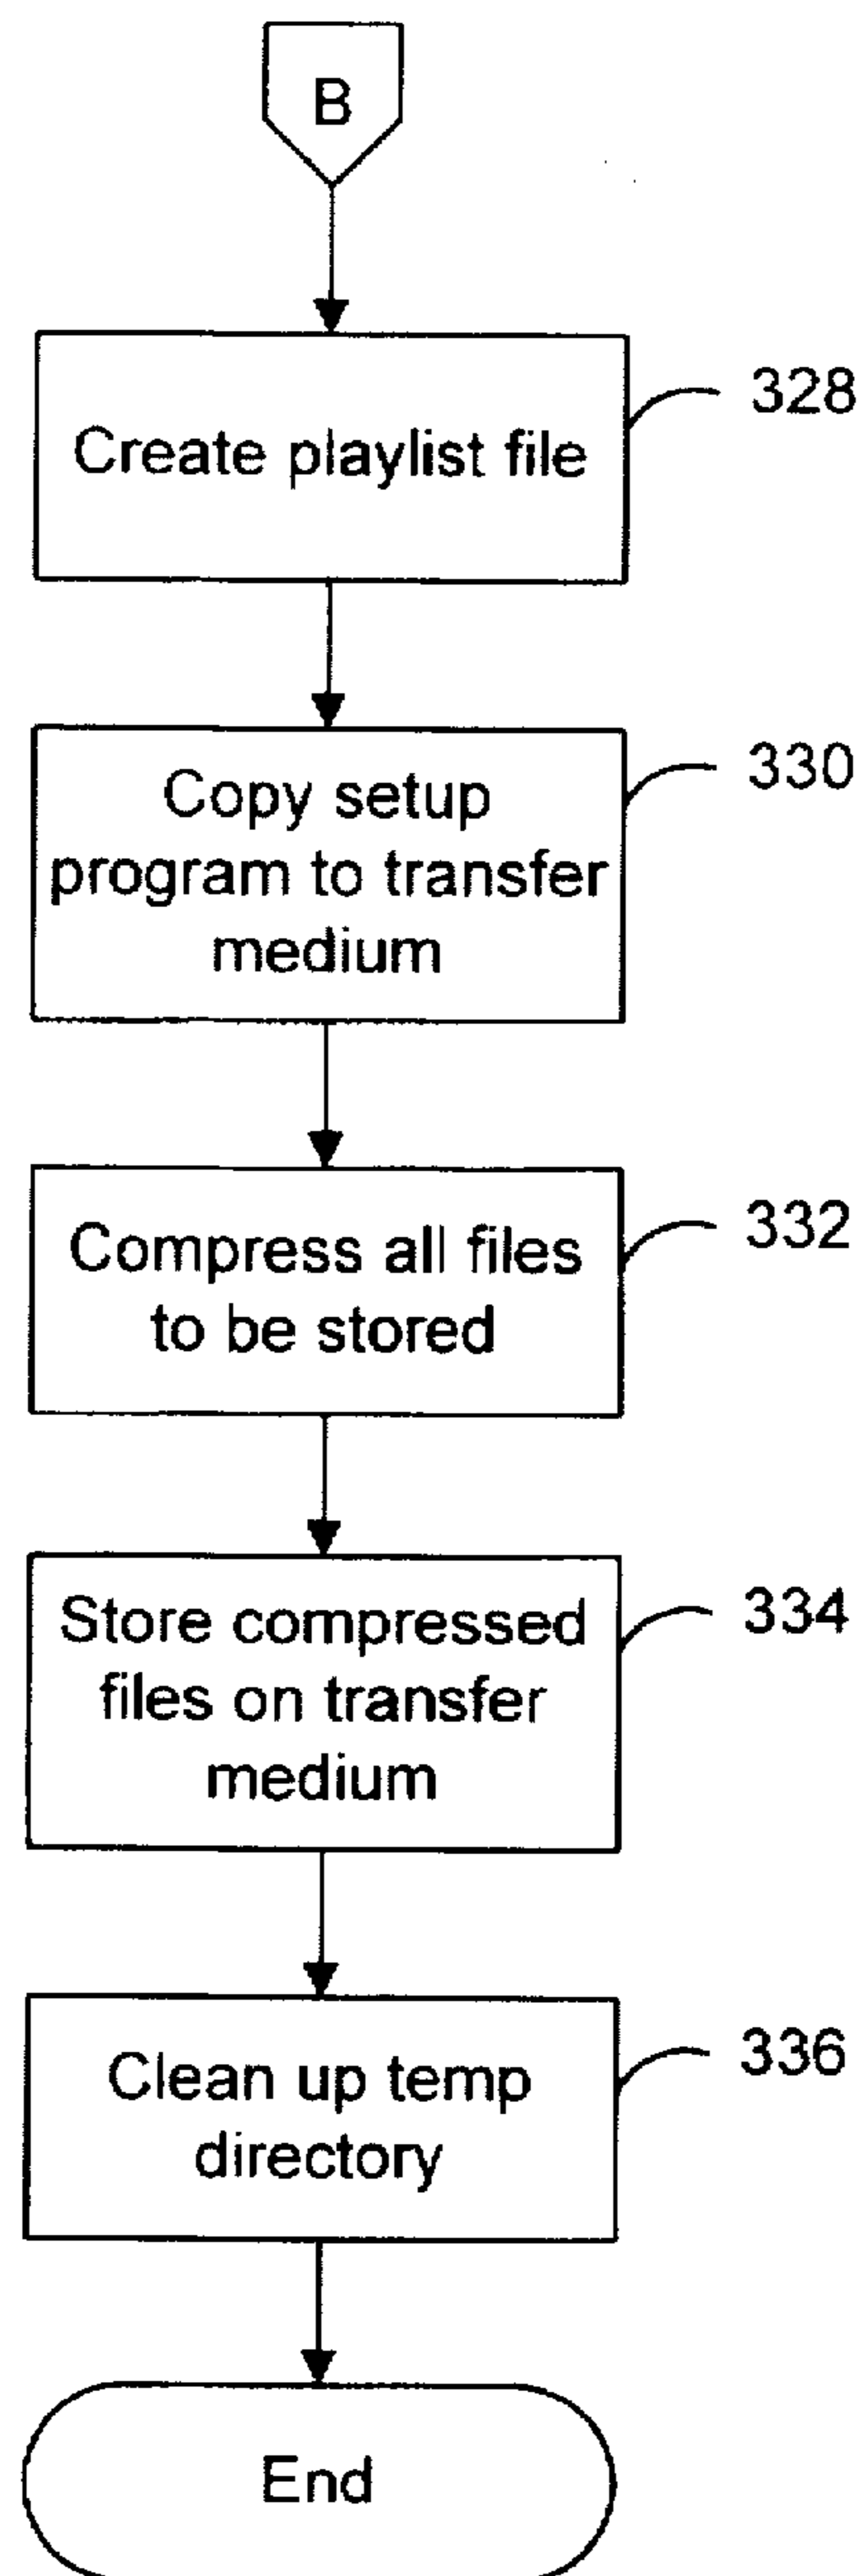 B
328
Create playlist file
330
Copy setup
program to transfer
medium
332
Compress all files
to be stored
334
Store compressed
files on transfer
medium
336
Clean up temp
directory
End